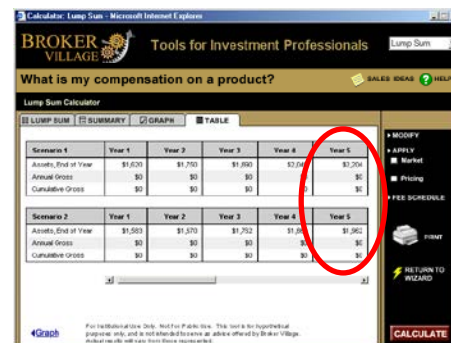 Calculator: Lump Sum - Microsoft Internet Explorer
BROKER VILLAGE
Tools for Investment Professionals
Lump Sum
What is my compensation on a product?
SALES IDEAS
HELP
Lump Sum Calculator
LUMP SUM SUMMARY GRAPH TABLE
Scenario 1 Year 1 Year 2 Year 3 Year 4 Year 5
Assets, End of Year $1,620 $1,750 $1,890 $2,04 $2,204
Annual Gross $0 $0 $0 $0 $0
Cumulative Gross $0 $0 $0 $0 $0
Scenario 2 Year 1 Year 2 Year 3 Year 4 Year 5
Assets, End of Year $1,583 $1,752 $1,962
Annual Gross $0 $0 $0 $0 $0
Cumulative Gross $0 $0 $0 $0 $0
MODIFY
APPLY
Market
Pricing
FEE SCHEDULE
PRINT
RETURN TO WIZARD
CALCULATE
Graph
For Institutional Use Only. Not for Public Use. This tool is for hypothetical
purposes only, and is not intended to serve as advice offered by Broker Village.
Actual results will vary from those represented.